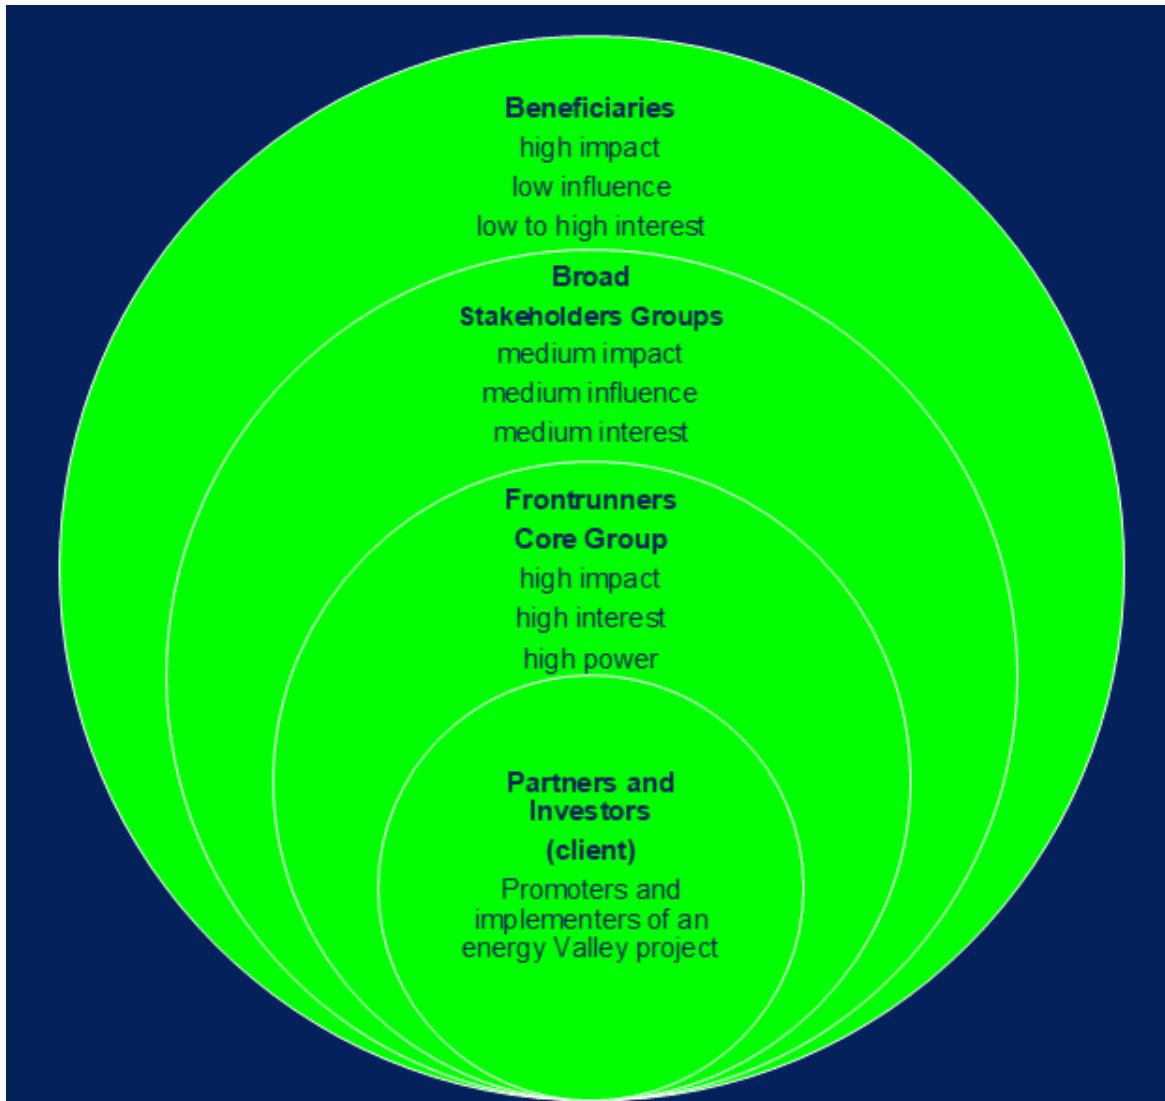 Beneficiaries
high impact
low influence
low to high interest
Broad
Stakeholders Groups
medium impact
medium influence
medium interest
Frontrunners
Core Group
high impact
high interest
high power
Partners and
Investors
(client)
Promoters and
implementers of an
energy Valley project